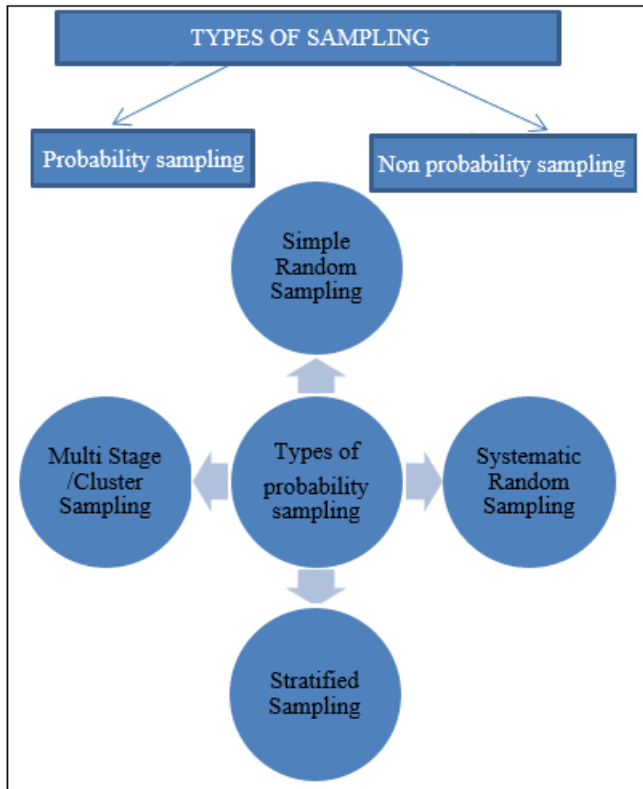 TYPES OF SAMPLING
Probability sampling
Non probability sampling
Simple
Random
Sampling
Multi Stage
/Cluster
Sampling
Types of
probability
sampling
Systematic
Random
Sampling
Stratified
Sampling